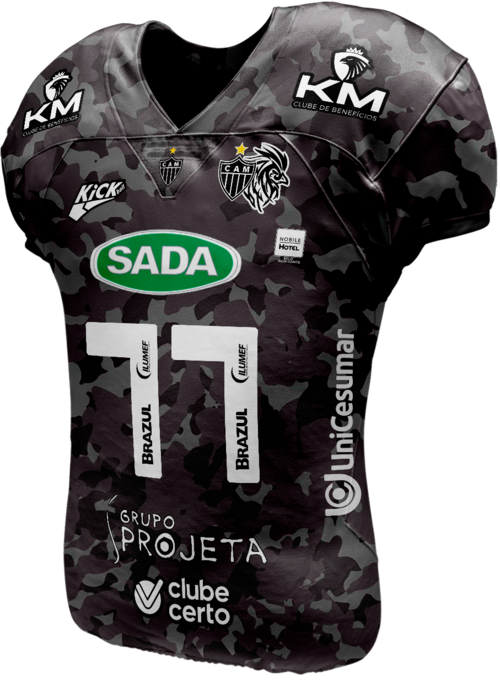 KM
CLUBE DE BENEFÍCIOS
KM
CLUBE DE BENEFÍCIOS
CAM
CAM
KICK
NOBILE
HOTEL
SADA
77
ILUMEF
BRAZUL
ILUMEF
BRAZUL
UniCesumar
GRUPO
PROJETA
clube
certo